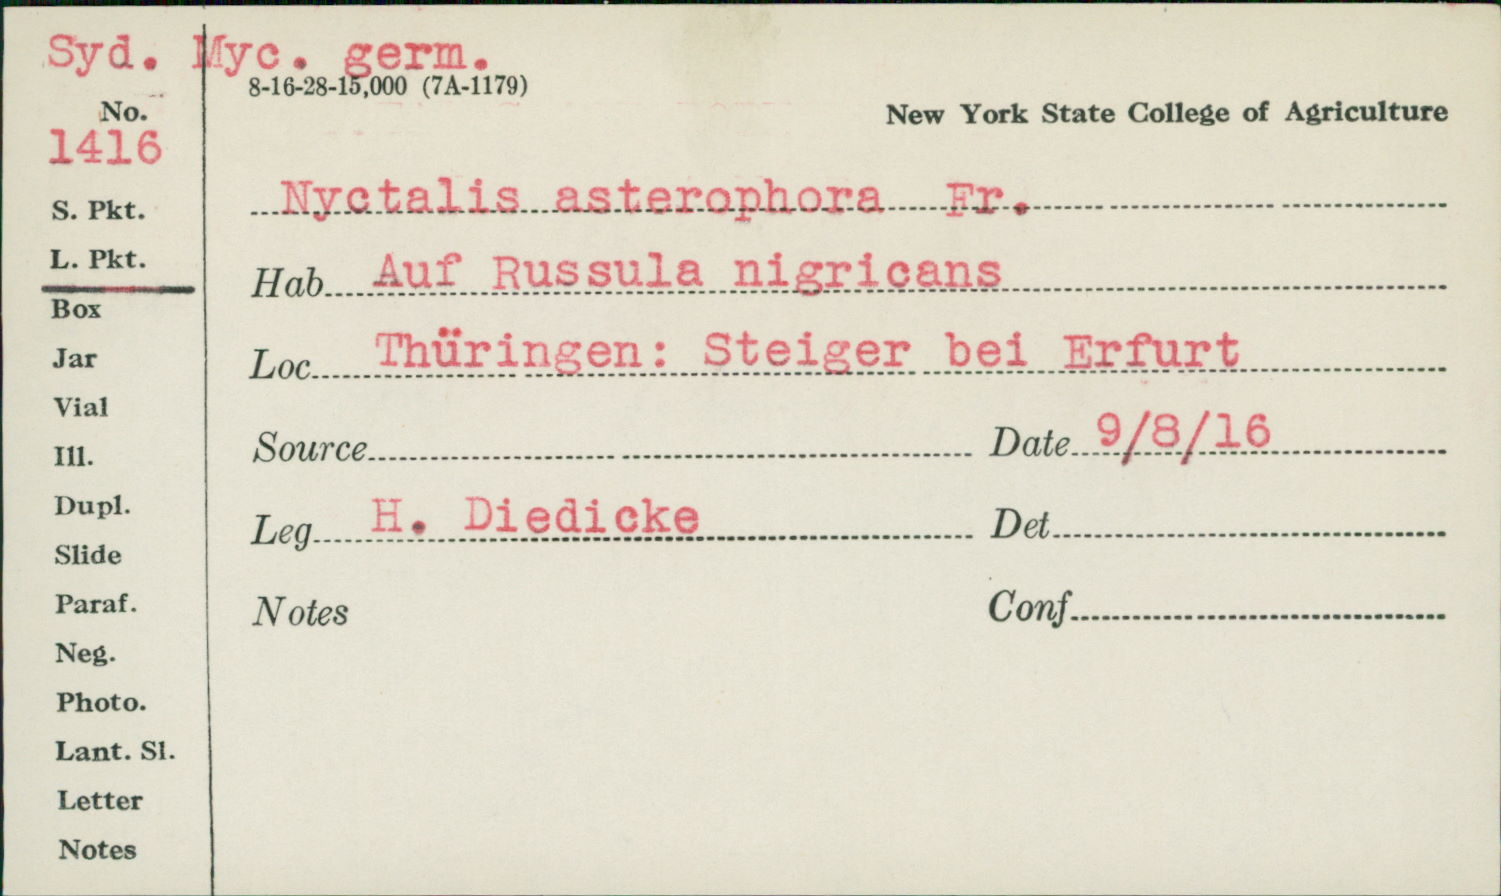 Syd. Myc. germ.
8-16-28-15,000 (7A-1179)
No.
New York State College of Agriculture
1416
Nyctalis asterophora Fr.
S. Pkt.
L. Pkt.
Hab. Auf Russula nigricans
Box
Loc. Thüringen: Steiger bei Erfurt
Jar
Vial
Source Date 9/8/16
Ill.
Dupl.
Leg. H. Diedicke Det.
Slide
Paraf.
Notes Conf.
Neg.
Photo.
Lant. Sl.
Letter
Notes